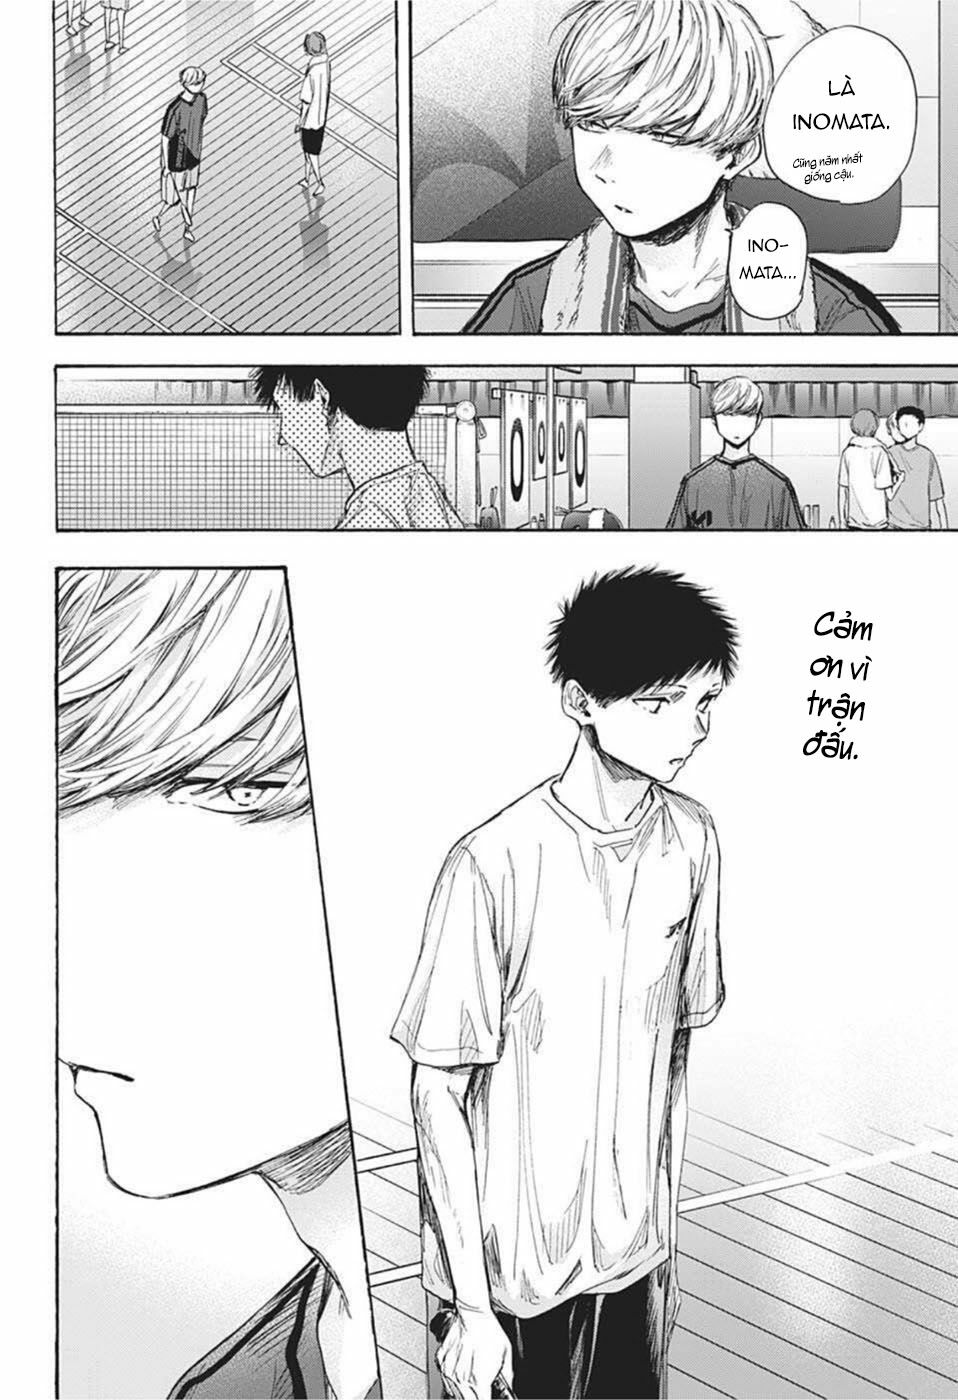 LÀ
INOMATA.
Cũng năm nhất
giống cậu.
INO-
MATA...
Cảm
ơn vì
trận
đấu.